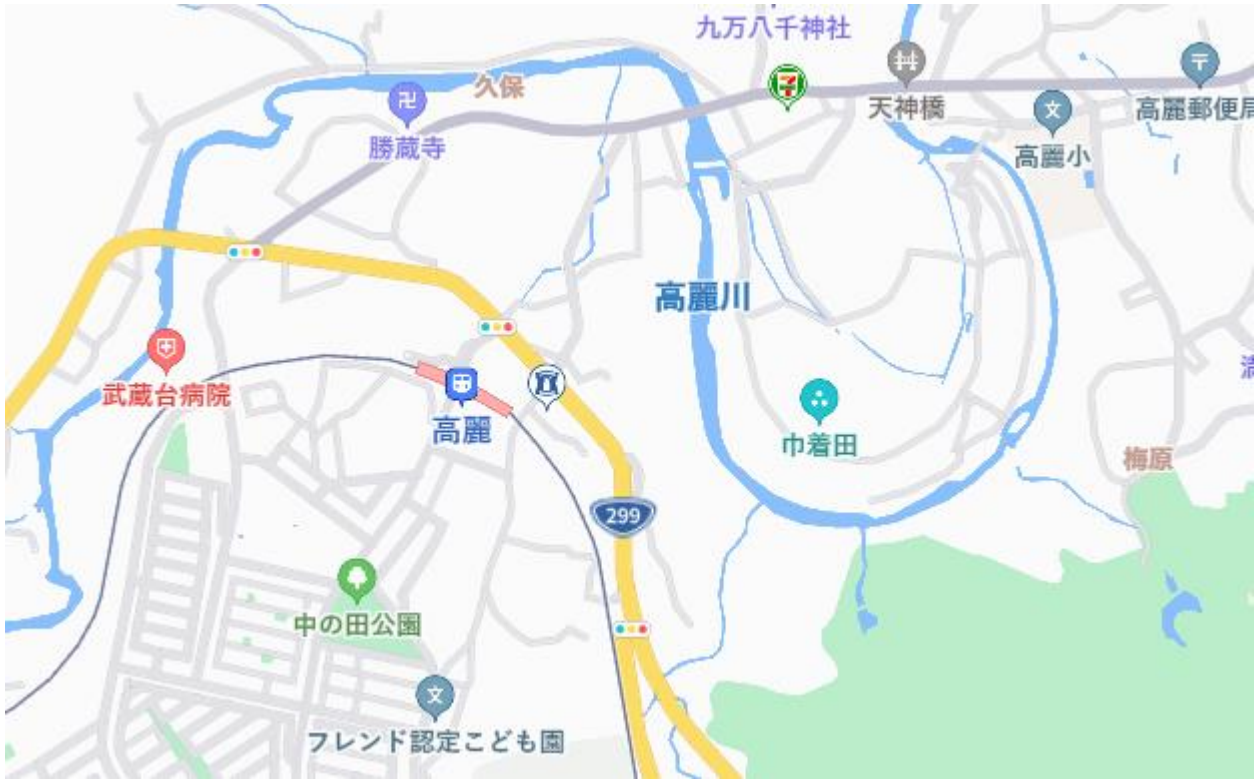 九万八千神社
久保
天神橋
高麗郵便局
勝蔵寺
高麗小
高麗川
武蔵台病院
高麗
巾着田
梅原
299
中の田公園
フレンド認定こども園